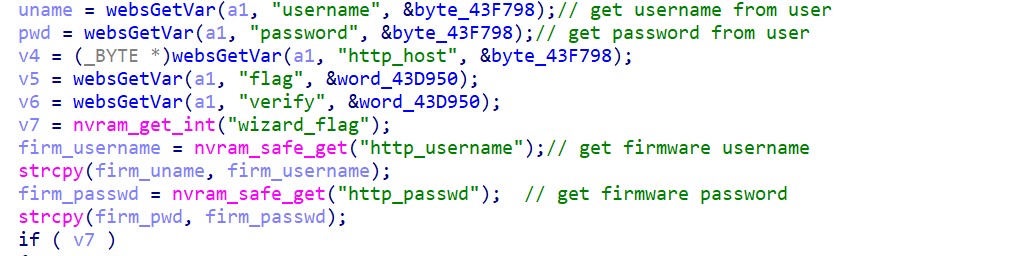 uname = websGetVar(a1, "username", &byte_43F798);// get username from user
pwd = websGetVar(a1, "password", &byte_43F798);// get password from user
v4 = (_BYTE *)websGetVar(a1, "http_host", &byte_43F798);
v5 = websGetVar(a1, "flag", &word_43D950);
v6 = websGetVar(a1, "verify", &word_43D950);
v7 = nvram_get_int("wizard_flag");
firm_username = nvram_safe_get("http_username");// get firmware username
strcpy(firm_uname, firm_username);
firm_passwd = nvram_safe_get("http_passwd");  // get firmware password
strcpy(firm_pwd, firm_passwd);
if ( v7 )